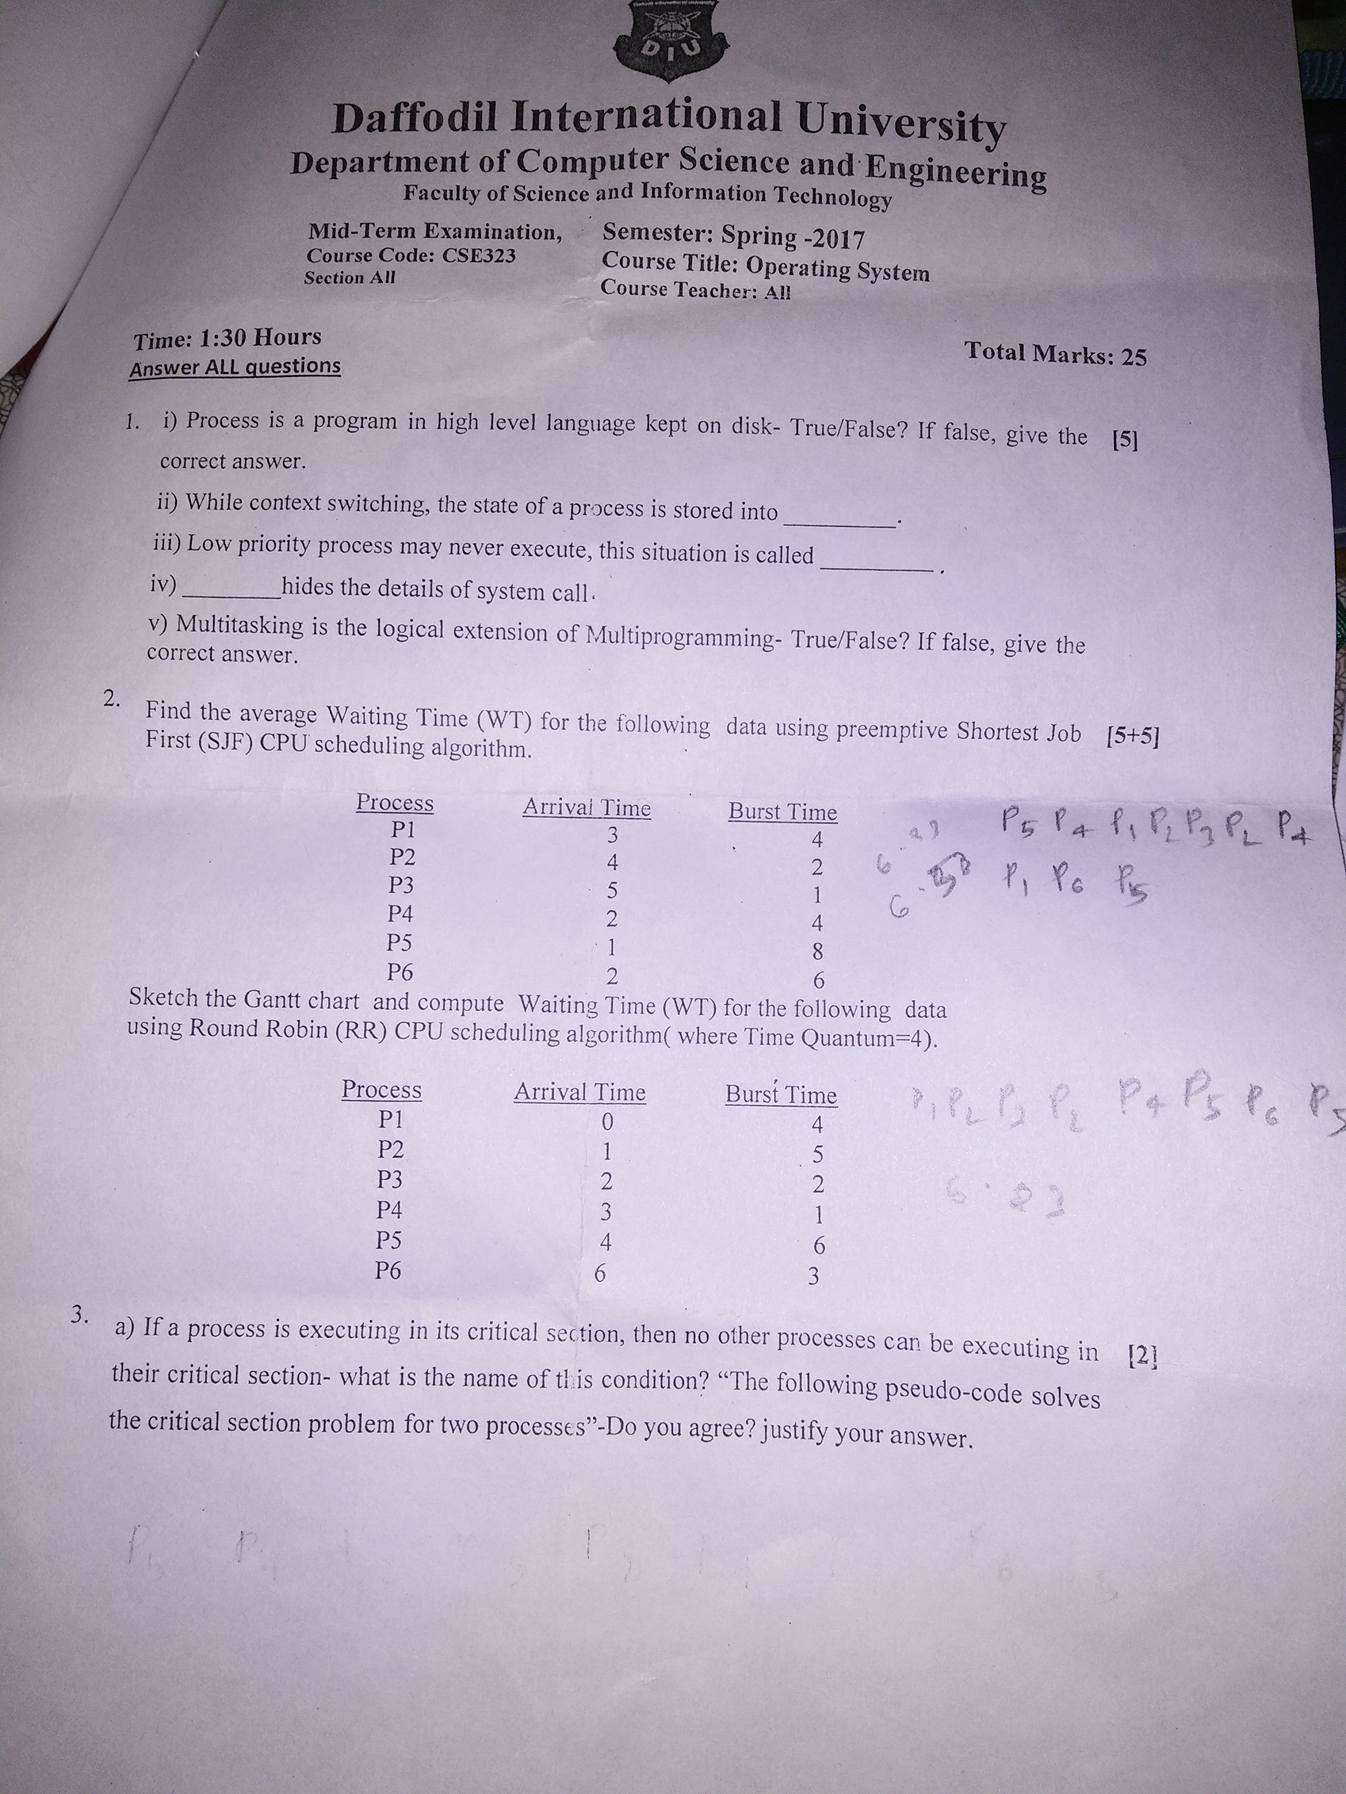 DIU
Daffodil International University
Department of Computer Science and Engineering
Faculty of Science and Information Technology
Mid-Term Examination, Semester: Spring -2017
Course Code: CSE323 Course Title: Operating System
Section All Course Teacher: All
Time: 1:30 Hours Total Marks: 25
Answer ALL questions
1. i) Process is a program in high level language kept on disk- True/False? If false, give the [5]
correct answer.
ii) While context switching, the state of a process is stored into __________.
iii) Low priority process may never execute, this situation is called __________.
iv) ________ hides the details of system call.
v) Multitasking is the logical extension of Multiprogramming- True/False? If false, give the
correct answer.
2. Find the average Waiting Time (WT) for the following data using preemptive Shortest Job [5+5]
First (SJF) CPU scheduling algorithm.
Process Arrival Time Burst Time
P1 3 4 P5 P4 P1 P2 P3 P2 P4
P2 4 2 P1 P6 P5
P3 5 1
P4 2 4
P5 1 8
P6 2 6
Sketch the Gantt chart and compute Waiting Time (WT) for the following data
using Round Robin (RR) CPU scheduling algorithm( where Time Quantum=4).
Process Arrival Time Burst Time P4 P5 P6 P5
P1 0 4
P2 1 5
P3 2 2
P4 3 1
P5 4 6
P6 6 3
3. a) If a process is executing in its critical section, then no other processes can be executing in [2]
their critical section- what is the name of this condition? “The following pseudo-code solves
the critical section problem for two processes”-Do you agree? justify your answer.